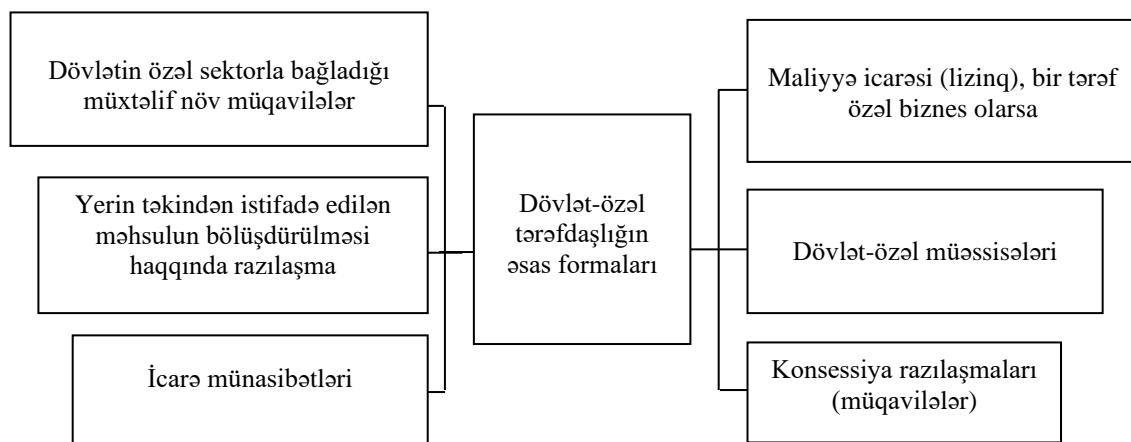 Dövlətin özəl sektorla bağladığı
müxtəlif növ müqavilələr
Yerin təkindən istifadə edilən
məhsulun bölüşdürülməsi
haqqında razılaşma
İcarə münasibətləri
Dövlət-özəl
tərəfdaşlığın
əsas formaları
Maliyyə icarəsi (lizinq), bir tərəf
özəl biznes olarsa
Dövlət-özəl müəssisələri
Konsessiya razılaşmaları
(müqavilələr)